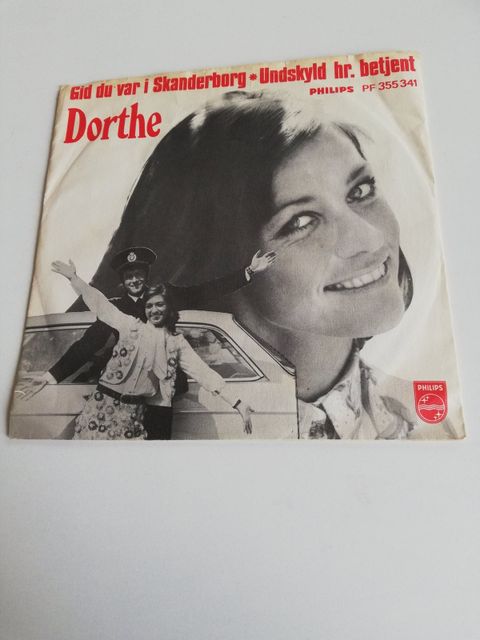 Gid du var i Skanderborg * Undskyld hr. betjent
PHILIPS PF 355 341
Dorthe
PHILIPS